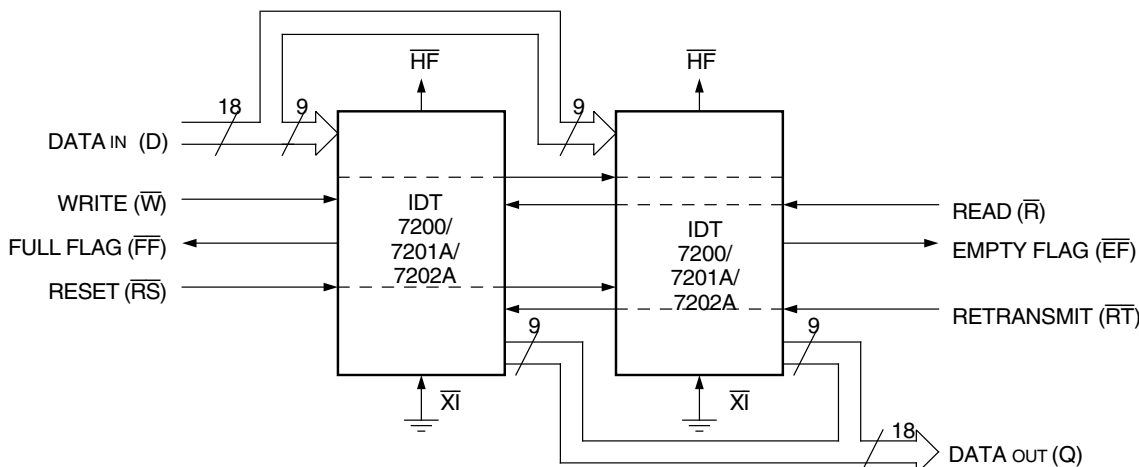 HF HF
18 9 9
DATA IN (D)
IDT
7200/
7201A/
7202A
IDT
7200/
7201A/
7202A
WRITE (W)
READ (R)
FULL FLAG (FF)
EMPTY FLAG (EF)
RESET (RS)
RETRANSMIT (RT)
9 9
XI XI
18
DATA OUT (Q)